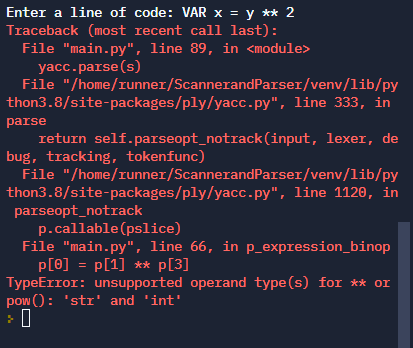 Enter a line of code: VAR x = y ** 2
Traceback (most recent call last):
  File "main.py", line 89, in <module>
    yacc.parse(s)
  File "/home/runner/ScannerandParser/venv/lib/py
thon3.8/site-packages/ply/yacc.py", line 333, in
parse
    return self.parseopt_notrack(input, lexer, de
bug, tracking, tokenfunc)
  File "/home/runner/ScannerandParser/venv/lib/py
thon3.8/site-packages/ply/yacc.py", line 1120, in
 parseopt_notrack
    p.callable(pslice)
  File "main.py", line 66, in p_expression_binop
    p[0] = p[1] ** p[3]
TypeError: unsupported operand type(s) for ** or
pow(): 'str' and 'int'
>